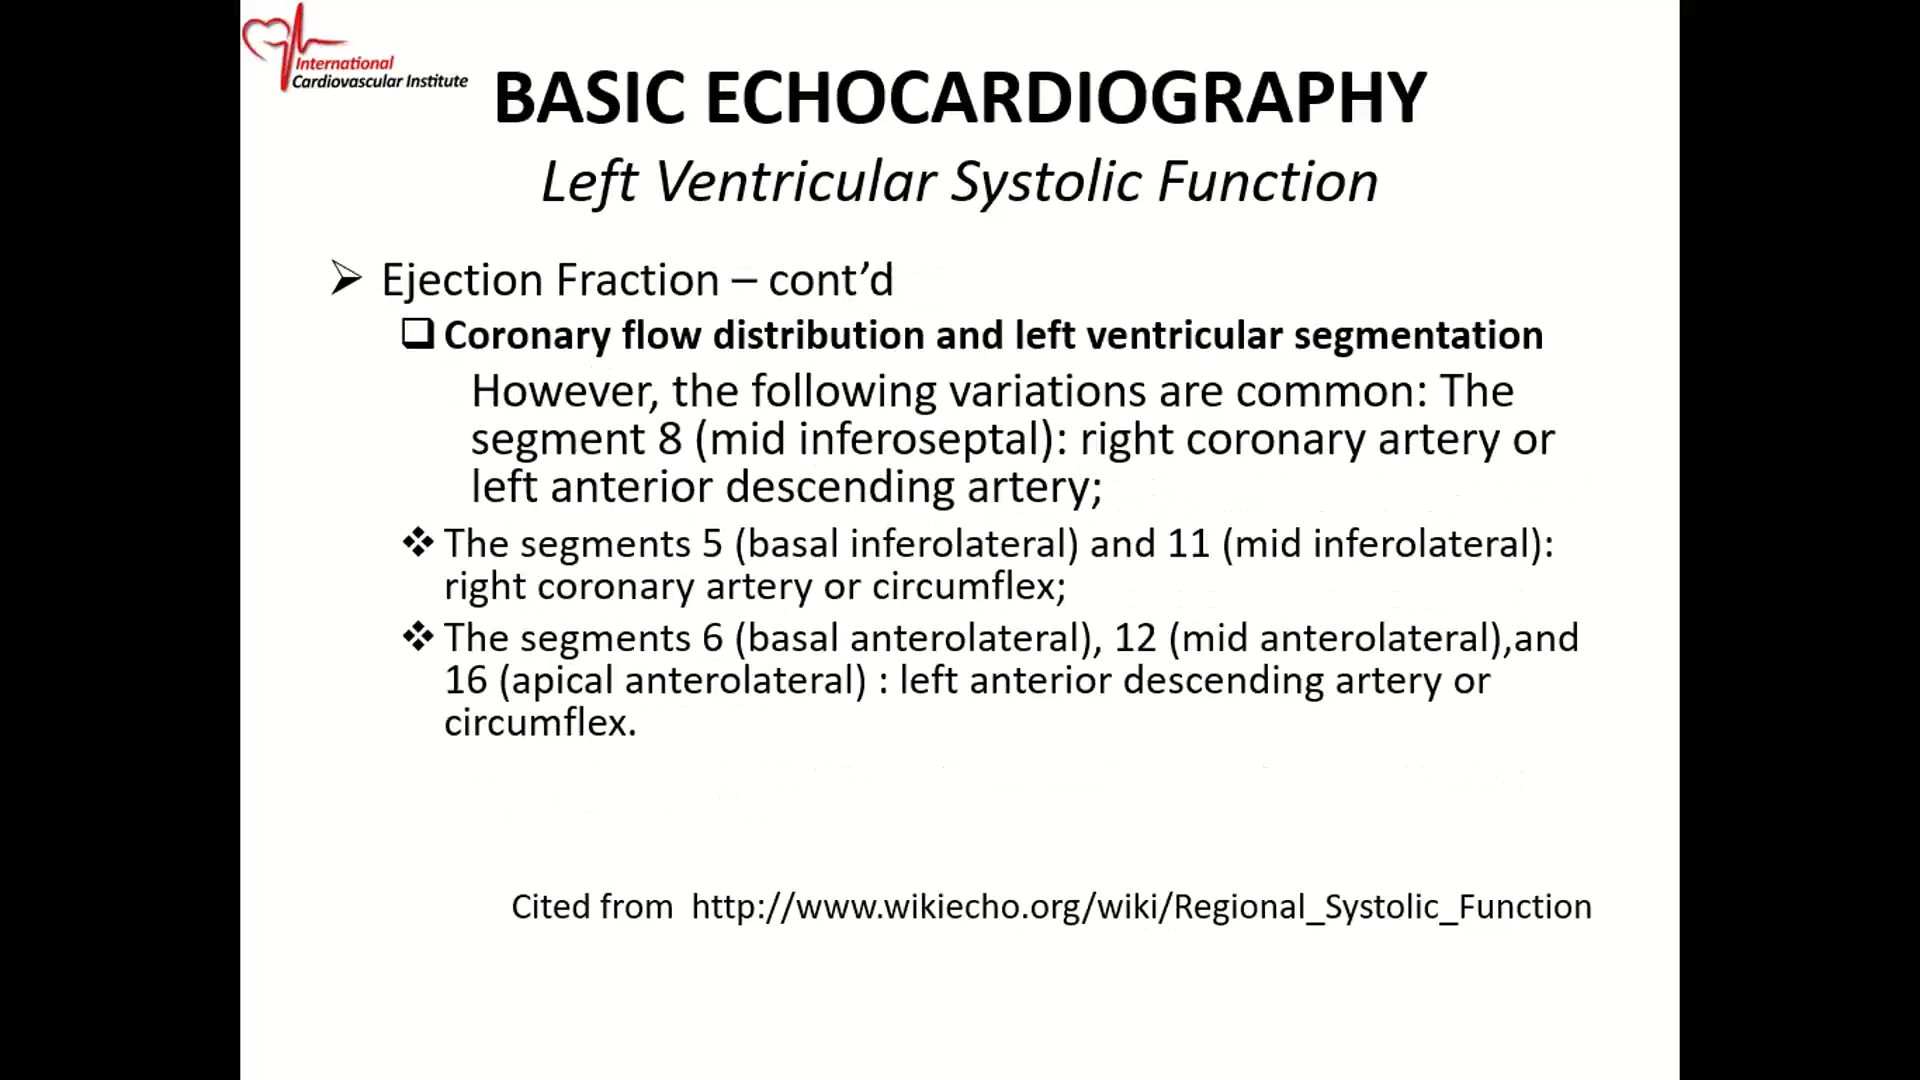 International
Cardiovascular Institute
BASIC ECHOCARDIOGRAPHY
Left Ventricular Systolic Function
➢ Ejection Fraction – cont’d
❑ Coronary flow distribution and left ventricular segmentation
However, the following variations are common: The
segment 8 (mid inferoseptal): right coronary artery or
left anterior descending artery;
❖ The segments 5 (basal inferolateral) and 11 (mid inferolateral):
right coronary artery or circumflex;
❖ The segments 6 (basal anterolateral), 12 (mid anterolateral),and
16 (apical anterolateral) : left anterior descending artery or
circumflex.
Cited from http://www.wikiecho.org/wiki/Regional_Systolic_Function